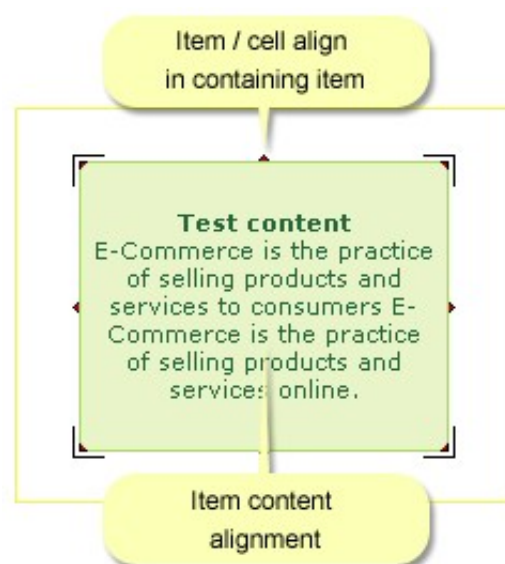 Item / cell align
in containing item
Test content
E-Commerce is the practice
of selling products and
services to consumers E-
Commerce is the practice
of selling products and
services online.
Item content
alignment